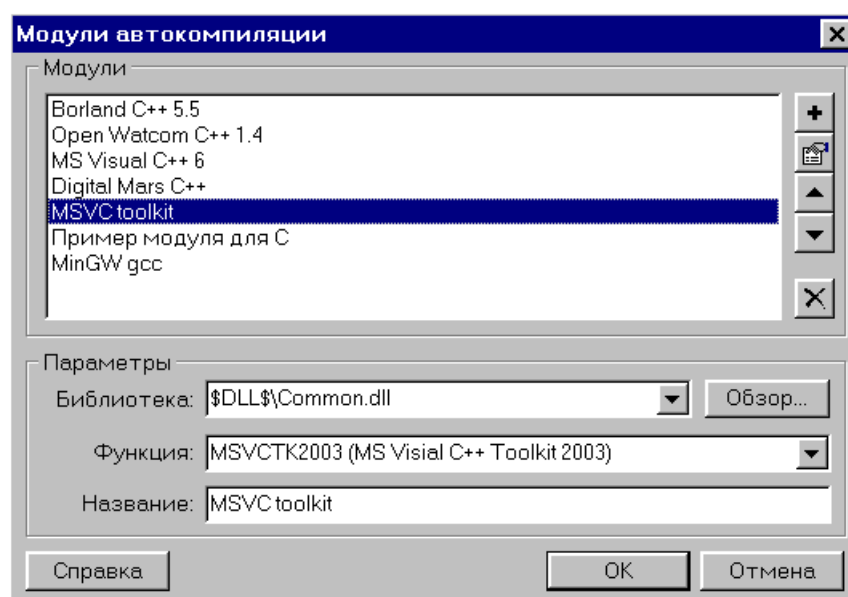 Модули автокомпиляции
Модули
Borland C++ 5.5
Open Watcom C++ 1.4
MS Visual C++ 6
Digital Mars C++
MSVC toolkit
Пример модуля для C
MinGW gcc
Параметры
Библиотека: $DLL$\Common.dll Обзор...
Функция: MSVCTK2003 (MS Visial C++ Toolkit 2003)
Название: MSVC toolkit
Справка OK Отмена